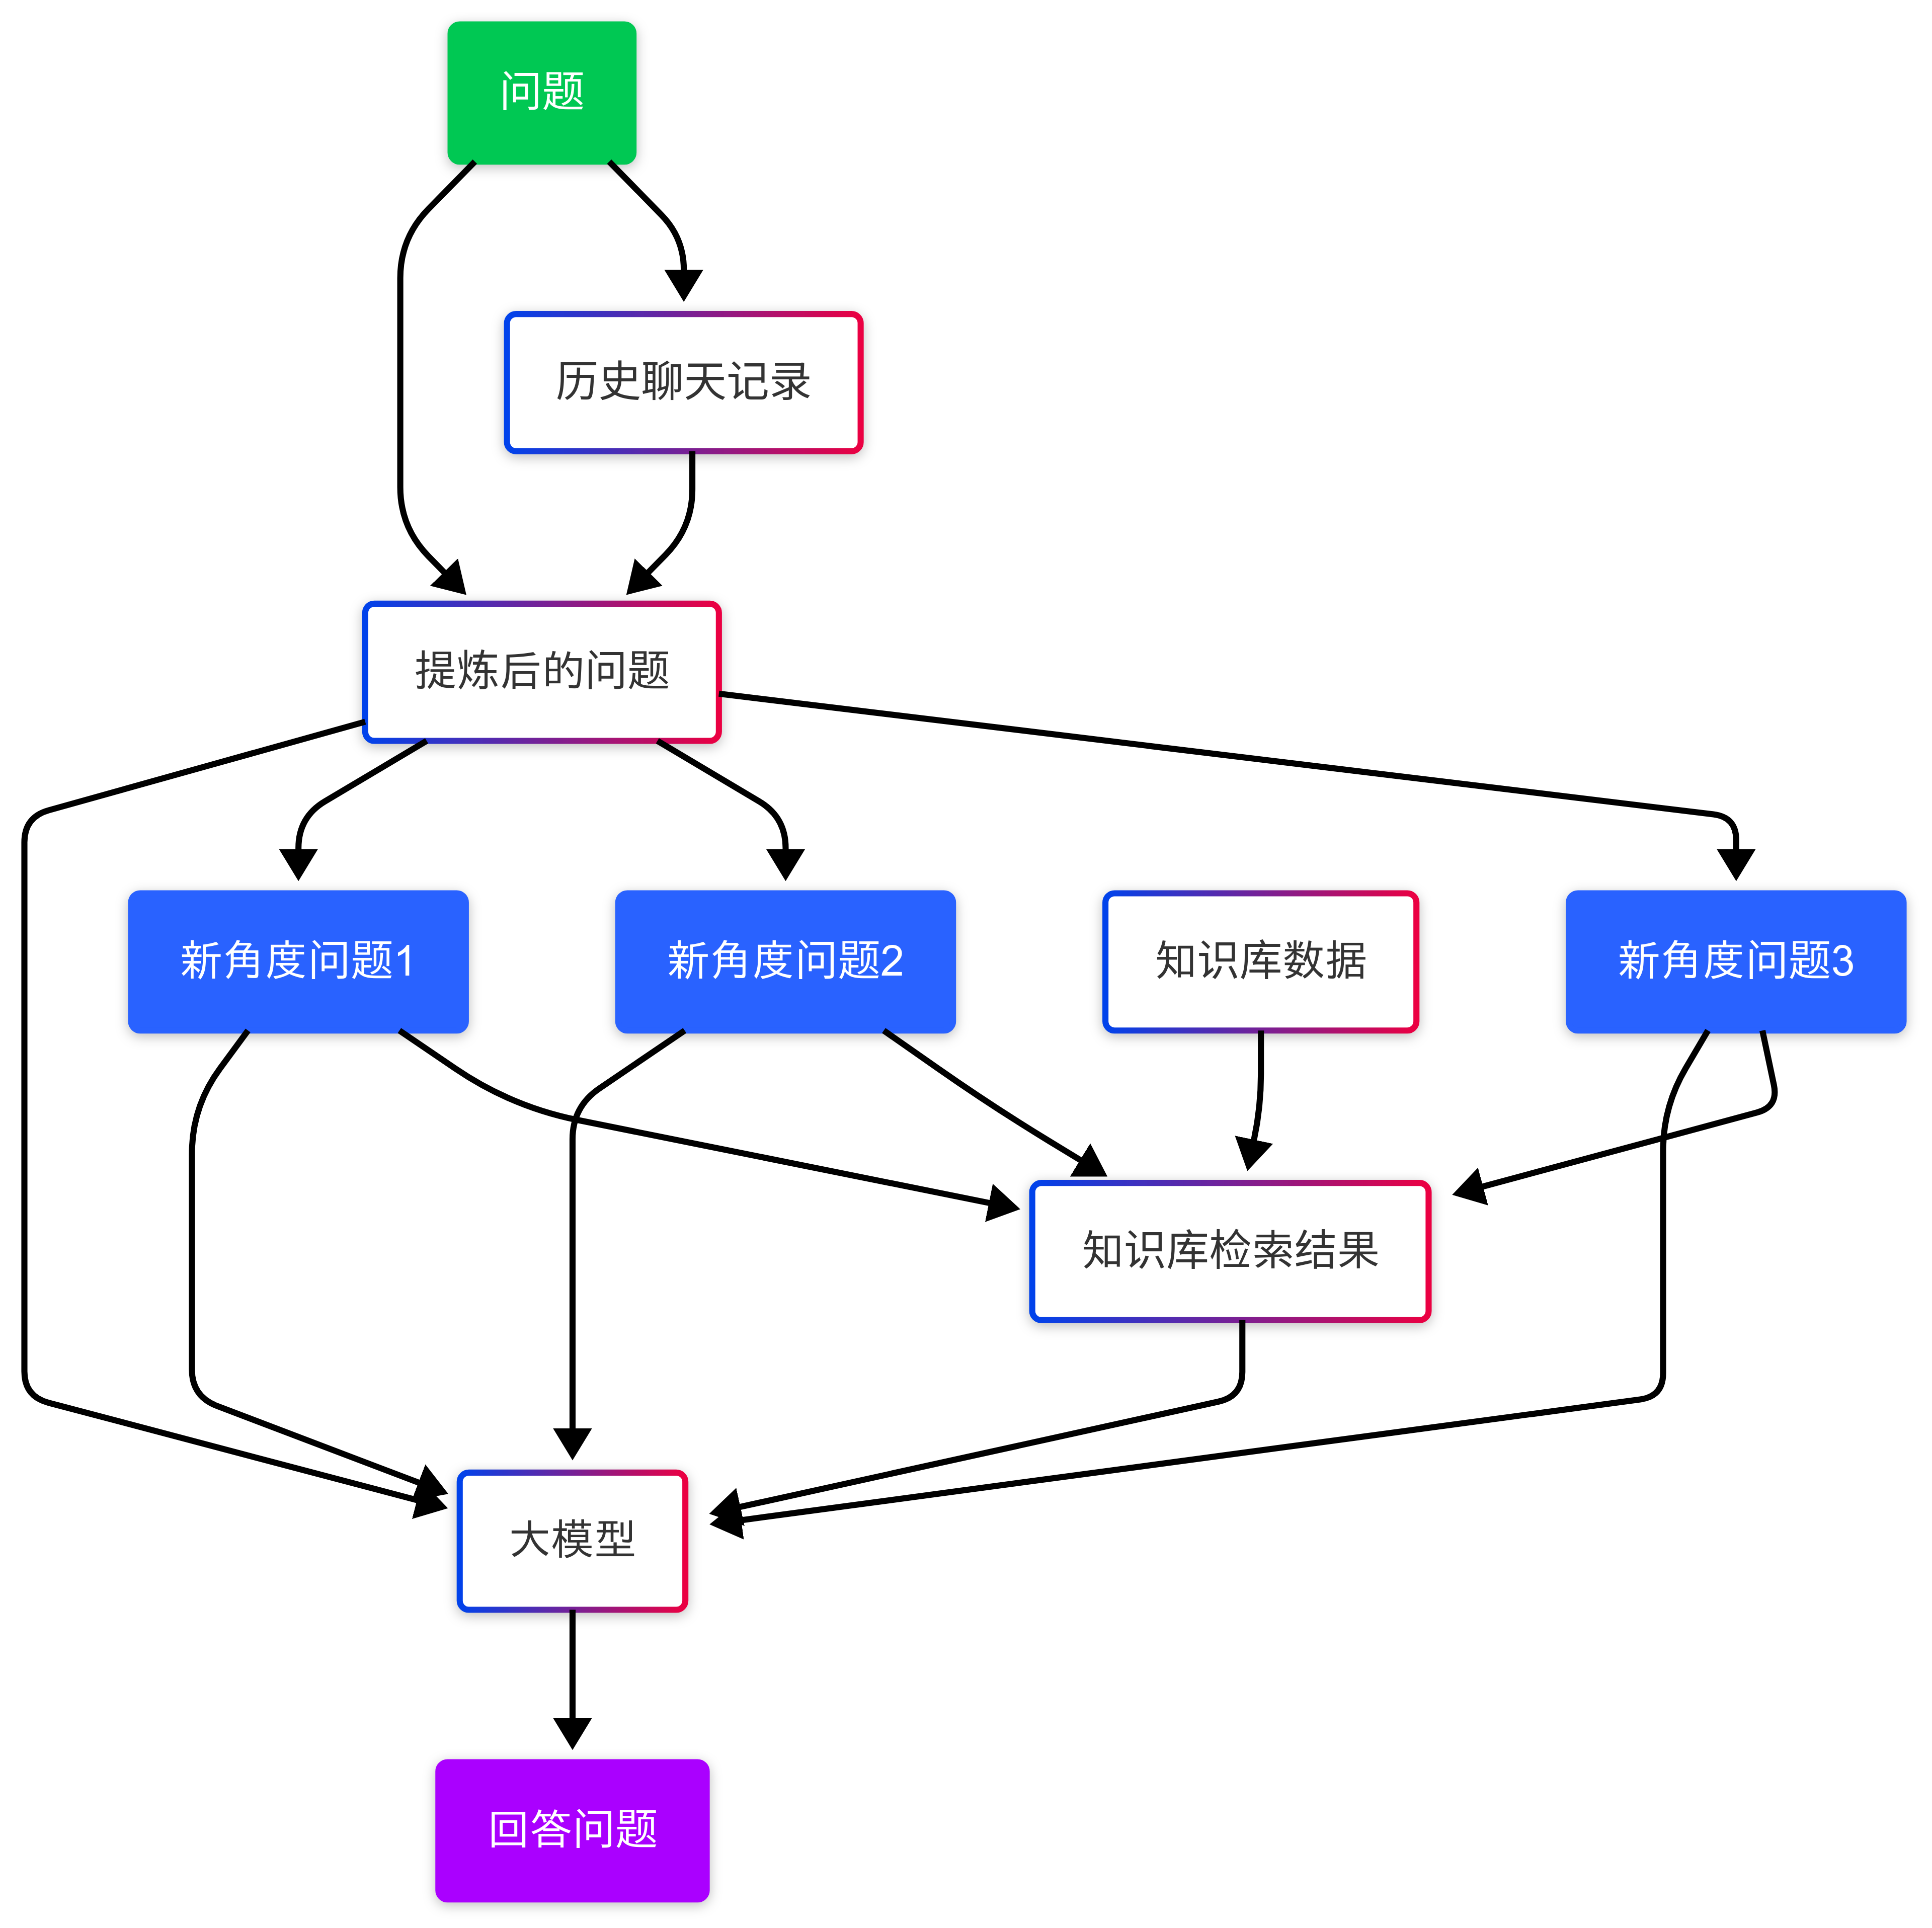 问题
历史聊天记录
提炼后的问题
新角度问题1
新角度问题2
知识库数据
新角度问题3
知识库检索结果
大模型
回答问题